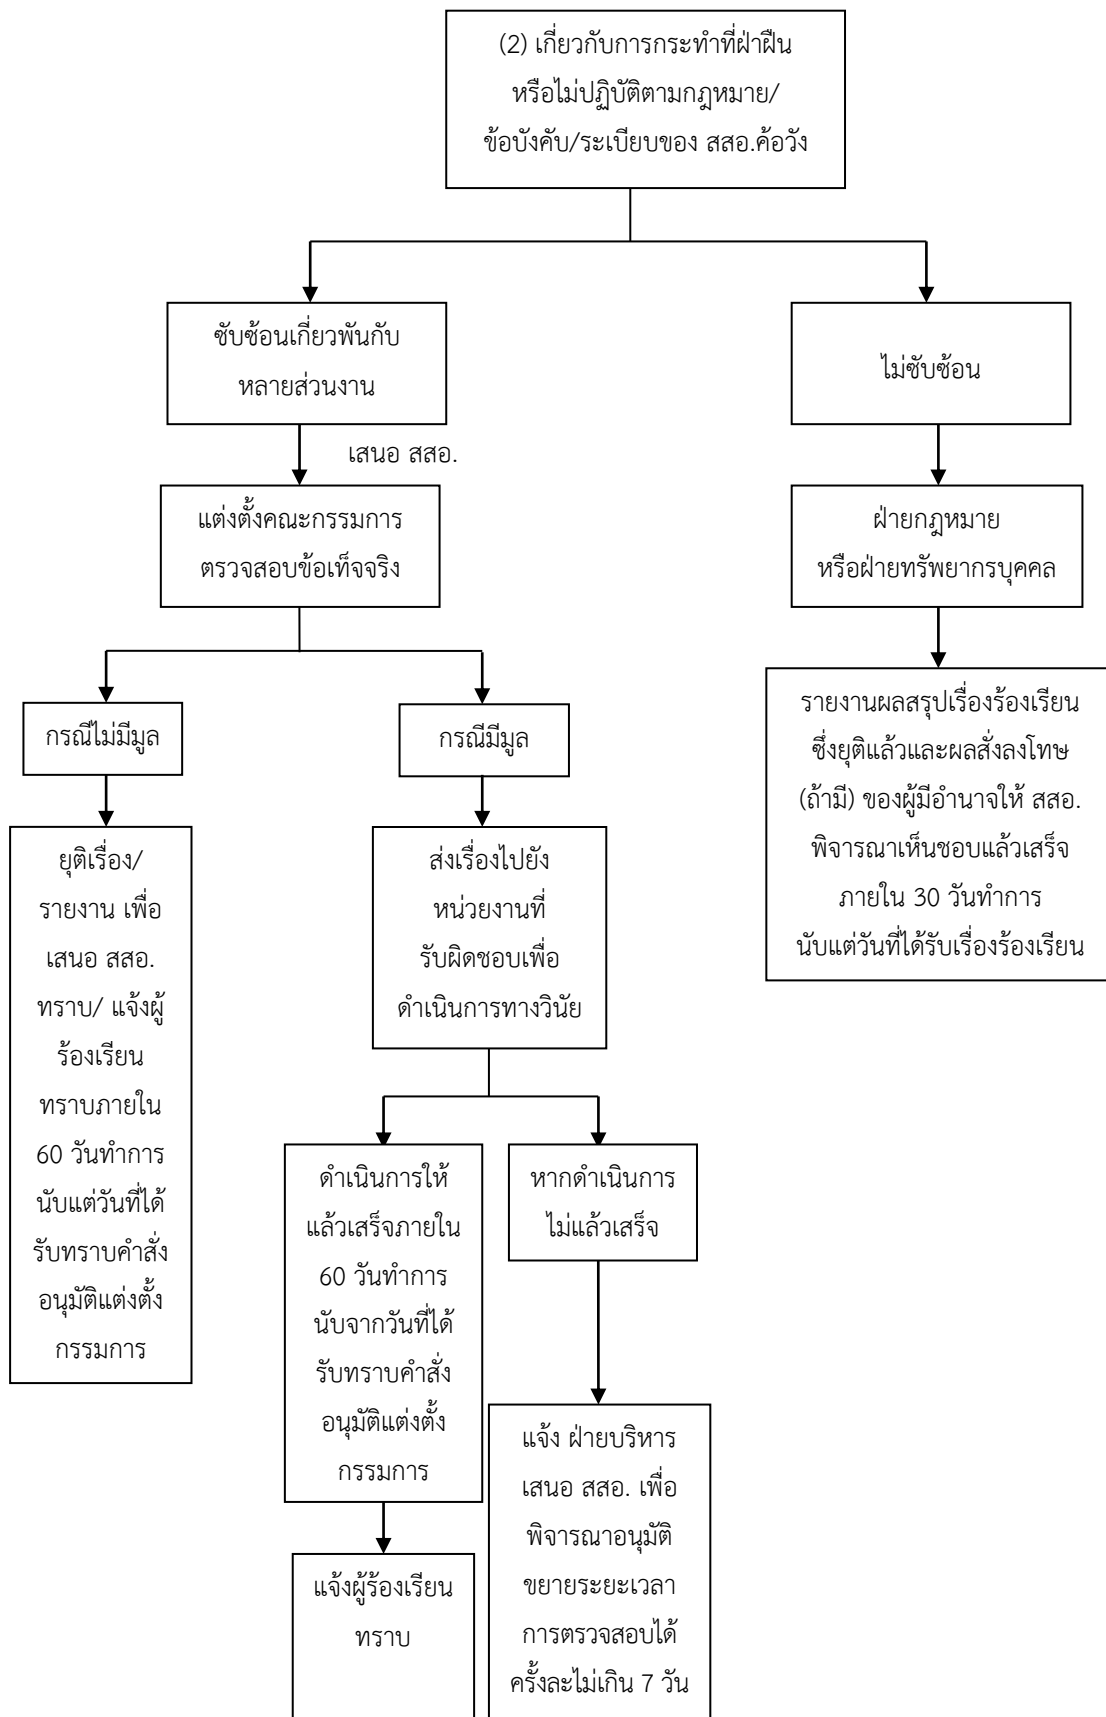 (2) เกี่ยวกับการกระทำที่ฝ่าฝืน
หรือไม่ปฏิบัติตามกฎหมาย/
ข้อบังคับ/ระเบียบของ สสอ.ค้อวัง
ซับซ้อนเกี่ยวพันกับ
หลายส่วนงาน
ไม่ซับซ้อน
เสนอ สสอ.
แต่งตั้งคณะกรรมการ
ตรวจสอบข้อเท็จจริง
ฝ่ายกฎหมาย
หรือฝ่ายทรัพยากรบุคคล
กรณีไม่มีมูล
กรณีมีมูล
รายงานผลสรุปเรื่องร้องเรียน
ซึ่งยุติแล้วและผลสั่งลงโทษ
(ถ้ามี) ของผู้มีอำนาจให้ สสอ.
พิจารณาเห็นชอบแล้วเสร็จ
ภายใน 30 วันทำการ
นับแต่วันที่ได้รับเรื่องร้องเรียน
ยุติเรื่อง/
รายงาน เพื่อ
เสนอ สสอ.
ทราบ/ แจ้งผู้
ร้องเรียน
ทราบภายใน
60 วันทำการ
นับแต่วันที่ได้
รับทราบคำสั่ง
อนุมัติแต่งตั้ง
กรรมการ
ส่งเรื่องไปยัง
หน่วยงานที่
รับผิดชอบเพื่อ
ดำเนินการทางวินัย
ดำเนินการให้
แล้วเสร็จภายใน
60 วันทำการ
นับจากวันที่ได้
รับทราบคำสั่ง
อนุมัติแต่งตั้ง
กรรมการ
หากดำเนินการ
ไม่แล้วเสร็จ
แจ้งผู้ร้องเรียน
ทราบ
แจ้ง ฝ่ายบริหาร
เสนอ สสอ. เพื่อ
พิจารณาอนุมัติ
ขยายระยะเวลา
การตรวจสอบได้
ครั้งละไม่เกิน 7 วัน